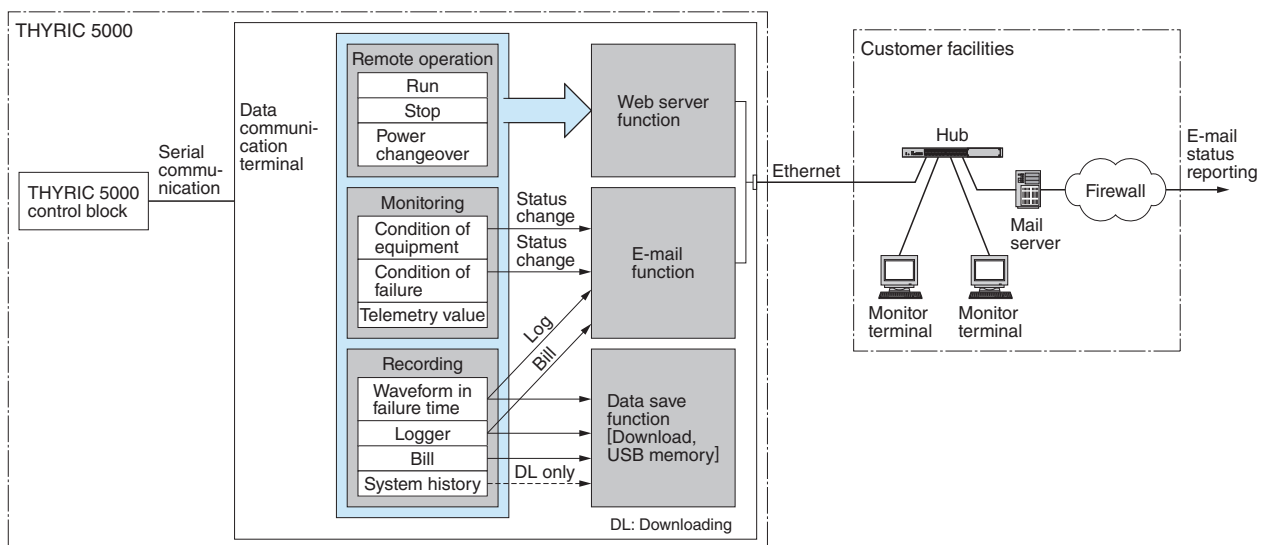 THYRIC 5000
THYRIC 5000
control block
Serial
commu-
nication
Data
communi-
cation
terminal
Remote operation
Run
Stop
Power
changeover
Monitoring
Condition of
equipment
Condition of
failure
Telemetry value
Recording
Waveform in
failure time
Logger
Bill
System history
Status
change
Status
change
Log
Bill
DL only
Web server
function
E-mail
function
Data save
function
[Download,
USB memory]
DL: Downloading
Ethernet
Customer facilities
Hub
Mail
server
Firewall
E-mail
status
reporting
Monitor
terminal
Monitor
terminal